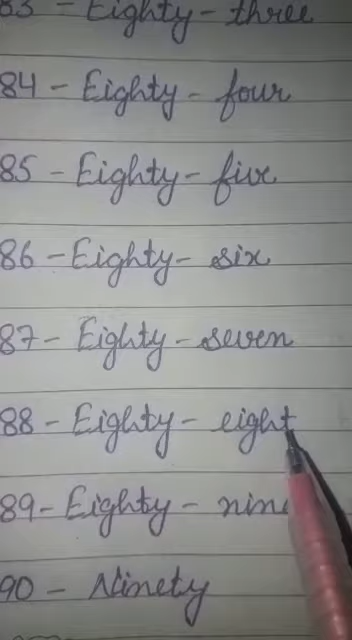 83 - Eighty - three
84 - Eighty - four
85 - Eighty - five
86 - Eighty - six
87 - Eighty - seven
88 - Eighty - eight
89 - Eighty - nine
90 - Ninety